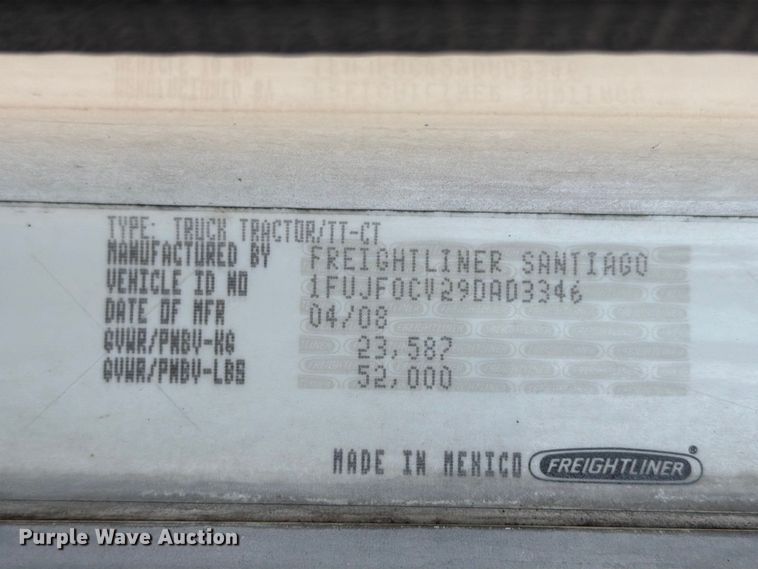 TYPE: TRUCK TRACTOR/TT-CT
MANUFACTURED BY FREIGHTLINER SANTIAGO
VEHICLE ID NO 1FUJF0CV29DAD3346
DATE OF MFR 04/08
GVWR/PNBV-KG 23,587
GVWR/PNBV-LBS 52,000
MADE IN MEXICO FREIGHTLINER®
Purple Wave Auction